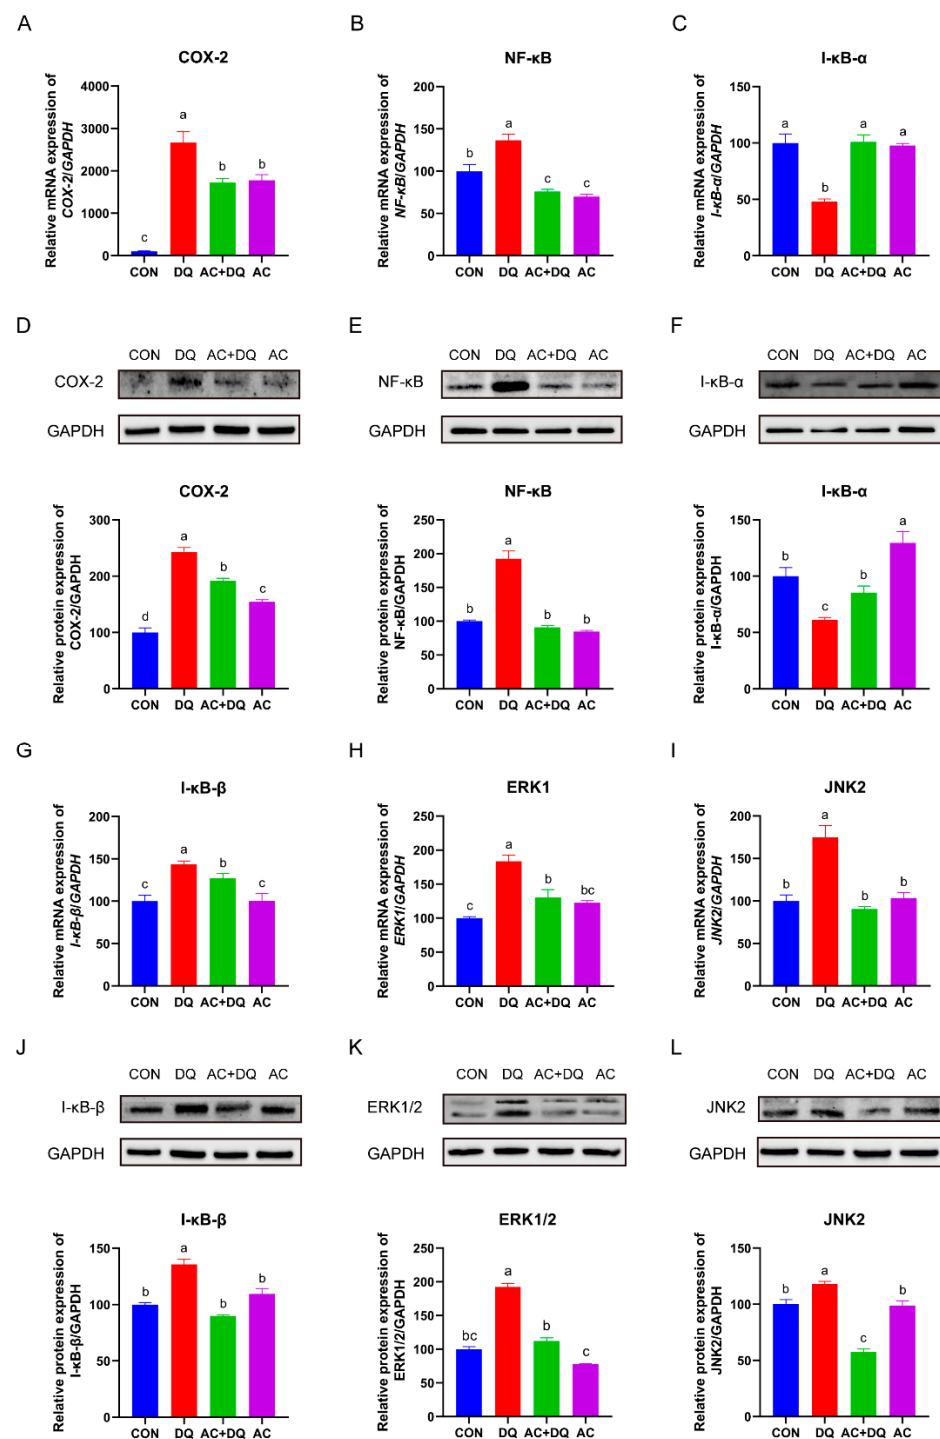 A
B
C
COX-2
NF-κB
I-κB-α
Relative mRNA expression of
COX-2/GAPDH
4000
3000
2000
1000
0
c
a
b
b
CON DQ AC+DQ AC
Relative mRNA expression of
NF-κB/GAPDH
200
150
100
50
0
b
a
c
c
CON DQ AC+DQ AC
Relative mRNA expression of
I-κB-α/GAPDH
150
100
50
0
a
b
a
a
CON DQ AC+DQ AC
D
E
F
CON DQ AC+DQ AC
COX-2
GAPDH
CON DQ AC+DQ AC
NF-κB
GAPDH
CON DQ AC+DQ AC
I-κB-α
GAPDH
COX-2
NF-κB
I-κB-α
Relative protein expression of
COX-2/GAPDH
300
200
100
0
d
a
b
c
CON DQ AC+DQ AC
Relative protein expression of
NF-κB/GAPDH
250
200
150
100
50
0
b
a
b
b
CON DQ AC+DQ AC
Relative protein expression of
I-κB-α/GAPDH
150
100
50
0
b
c
b
a
CON DQ AC+DQ AC
G
H
I
I-κB-β
ERK1
JNK2
Relative mRNA expression of
I-κB-β/GAPDH
200
150
100
50
0
c
a
b
c
CON DQ AC+DQ AC
Relative mRNA expression of
ERK1/GAPDH
250
200
150
100
50
0
c
a
b
bc
CON DQ AC+DQ AC
Relative mRNA expression of
JNK2/GAPDH
200
150
100
50
0
b
a
b
b
CON DQ AC+DQ AC
J
K
L
CON DQ AC+DQ AC
I-κB-β
GAPDH
CON DQ AC+DQ AC
ERK1/2
GAPDH
CON DQ AC+DQ AC
JNK2
GAPDH
I-κB-β
ERK1/2
JNK2
Relative protein expression of
I-κB-β/GAPDH
150
100
50
0
b
a
b
b
CON DQ AC+DQ AC
Relative protein expression of
ERK1/2/GAPDH
250
200
150
100
50
0
bc
a
b
c
CON DQ AC+DQ AC
Relative protein expression of
JNK2/GAPDH
150
100
50
0
b
a
c
b
CON DQ AC+DQ AC